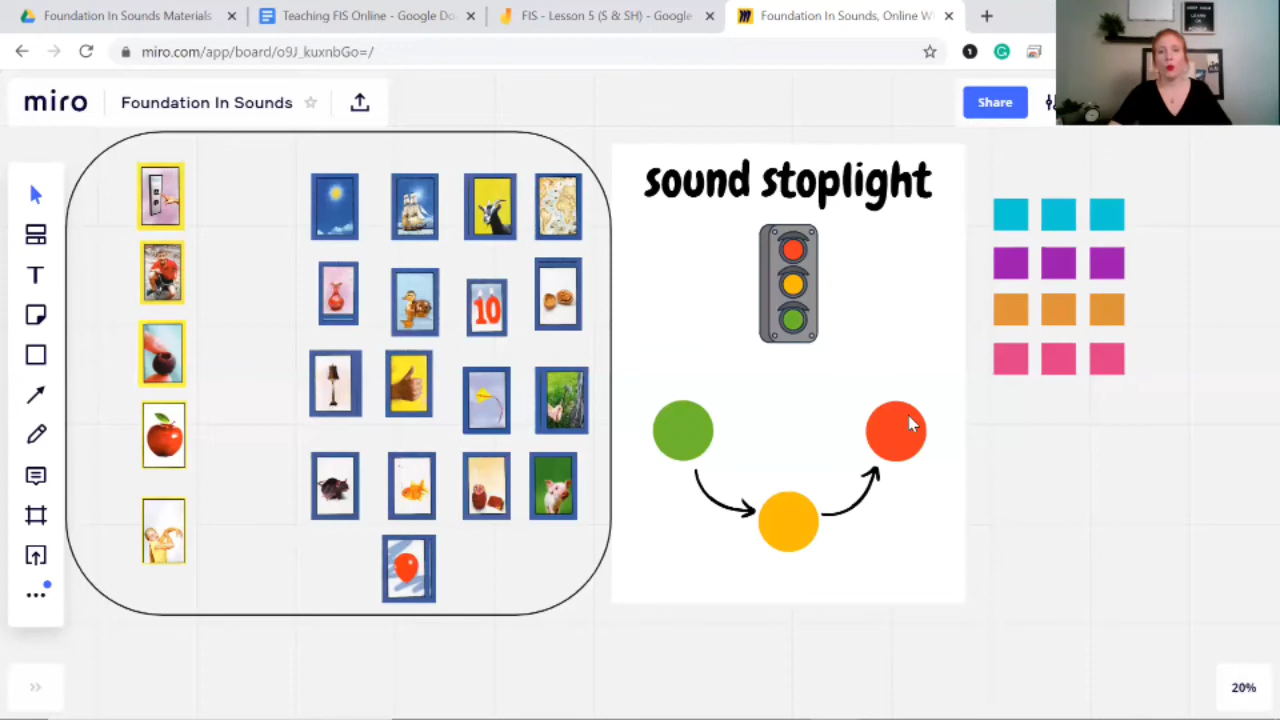 Foundation In Sounds Materials
Teaching FIS Online - Google Do
FIS - Lesson 5 (S & SH) - Google
Foundation In Sounds, Online W
miro.com/app/board/o9J_kuxnbGo=/
miro
Foundation In Sounds
Share
sound stoplight
10
T
20%